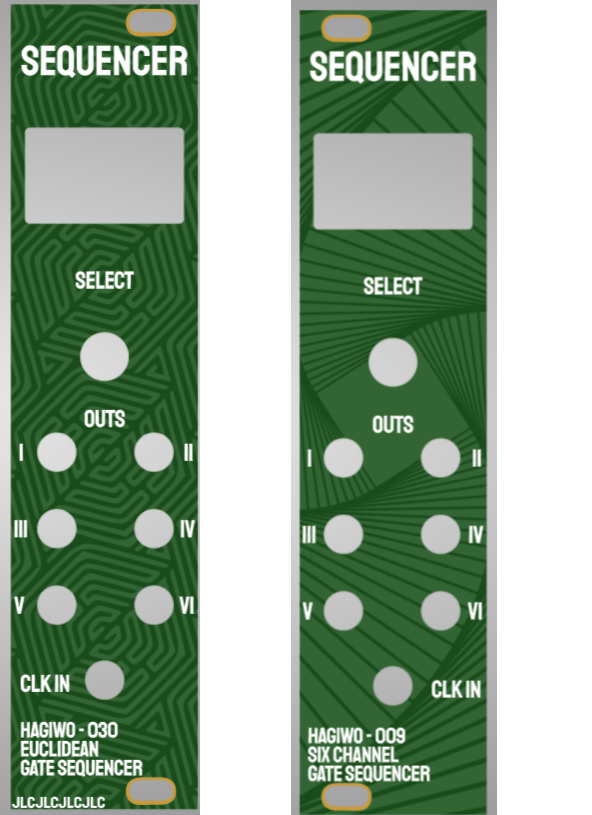 SEQUENCER
SELECT
OUTS
I II
III IV
V VI
CLK IN
HAGIWO - 030
EUCLIDEAN
GATE SEQUENCER
JLCJLCJLCJLC
SEQUENCER
SELECT
OUTS
I II
III IV
V VI
CLK IN
HAGIWO - 009
SIX CHANNEL
GATE SEQUENCER